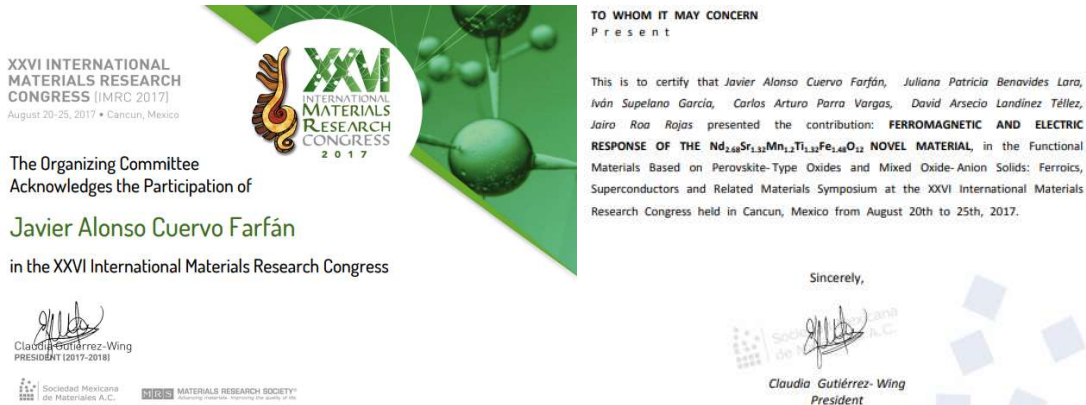 XXVI INTERNATIONAL
MATERIALS RESEARCH
CONGRESS [IMRC 2017]
August 20-25, 2017 • Cancun, Mexico
XXVI
INTERNATIONAL
MATERIALS
RESEARCH
CONGRESS
2017
The Organizing Committee
Acknowledges the Participation of
Javier Alonso Cuervo Farfán
in the XXVI International Materials Research Congress
Claudia Gutiérrez-Wing
PRESIDENT (2017-2018)
Sociedad Mexicana
de Materiales A.C.
MRS MATERIALS RESEARCH SOCIETY®
Advancing materials. Improving the quality of life.
TO WHOM IT MAY CONCERN
Present
This is to certify that Javier Alonso Cuervo Farfán, Juliana Patricia Benavides Lara,
Iván Supelano García, Carlos Arturo Parra Vargas, David Arsecio Landínez Téllez,
Jairo Roa Rojas presented the contribution: FERROMAGNETIC AND ELECTRIC
RESPONSE OF THE Nd2.68Sr1.32Mn1.2Ti1.32Fe1.48O12 NOVEL MATERIAL, in the Functional
Materials Based on Perovskite-Type Oxides and Mixed Oxide-Anion Solids: Ferroics,
Superconductors and Related Materials Symposium at the XXVI International Materials
Research Congress held in Cancun, Mexico from August 20th to 25th, 2017.
Sincerely,
Claudia Gutiérrez-Wing
President